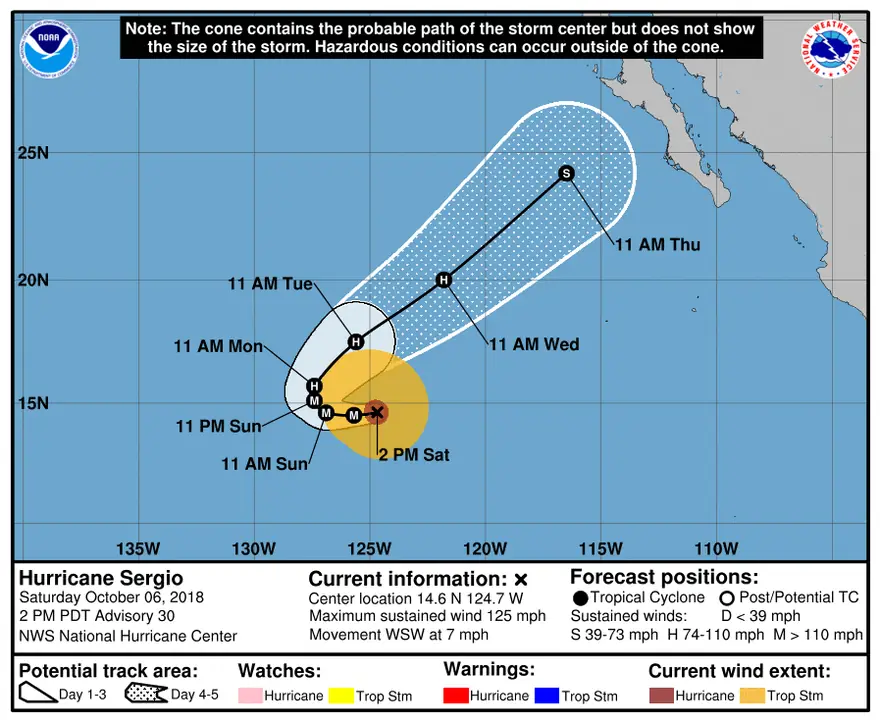 Note: The cone contains the probable path of the storm center but does not show
the size of the storm. Hazardous conditions can occur outside of the cone.
NOAA
NATIONAL WEATHER SERVICE
25N
S
11 AM Thu
20N
11 AM Tue
H
H
11 AM Mon
11 AM Wed
H
M
15N
M
M
11 PM Sun
11 AM Sun
2 PM Sat
135W 130W 125W 120W 115W 110W
Hurricane Sergio
Saturday October 06, 2018
2 PM PDT Advisory 30
NWS National Hurricane Center
Current information: ×
Center location 14.6 N 124.7 W
Maximum sustained wind 125 mph
Movement WSW at 7 mph
Forecast positions:
Tropical Cyclone Post/Potential TC
Sustained winds: D < 39 mph
S 39-73 mph H 74-110 mph M > 110 mph
Potential track area:
Day 1-3 Day 4-5
Watches:
Hurricane Trop Stm
Warnings:
Hurricane Trop Stm
Current wind extent:
Hurricane Trop Stm